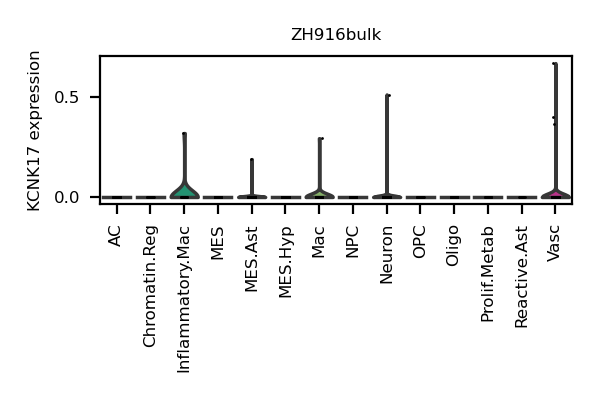 ZH916bulk
KCNK17 expression
0.5
0.0
AC
Chromatin.Reg
Inflammatory.Mac
MES
MES.Ast
MES.Hyp
Mac
NPC
Neuron
OPC
Oligo
Prolif.Metab
Reactive.Ast
Vasc